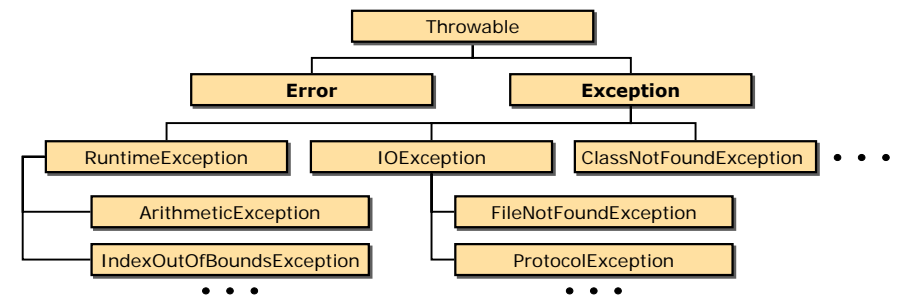 Throwable
Error
Exception
RuntimeException
IOException
ClassNotFoundException
ArithmeticException
FileNotFoundException
IndexOutOfBoundsException
ProtocolException